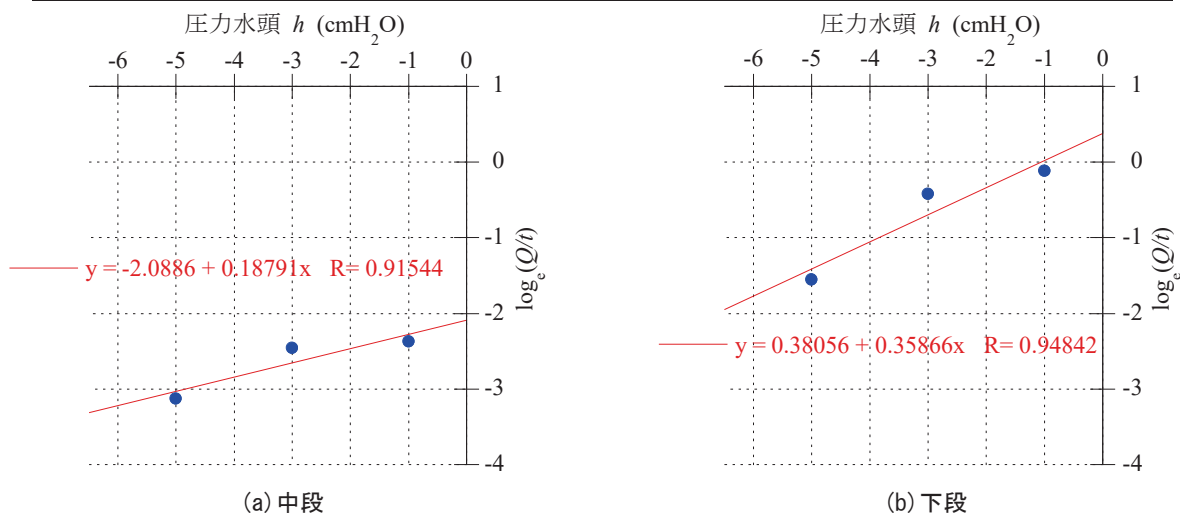 圧力水頭 h (cmH₂O)
-6 -5 -4 -3 -2 -1 0
1
0
-1
-2
-3
-4
logₑ(Q/t)
y = -2.0886 + 0.18791x R= 0.91544
(a) 中段
圧力水頭 h (cmH₂O)
-6 -5 -4 -3 -2 -1 0
1
0
-1
-2
-3
-4
logₑ(Q/t)
y = 0.38056 + 0.35866x R= 0.94842
(b) 下段